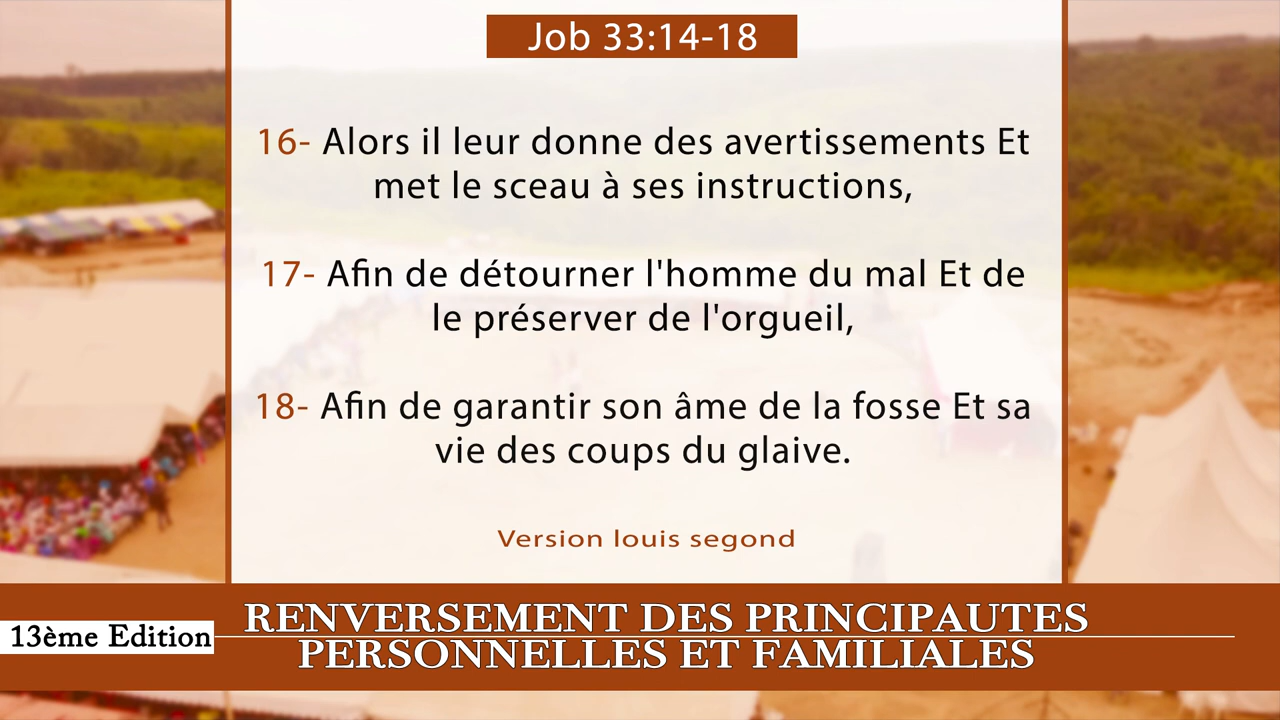 Job 33:14-18
16- Alors il leur donne des avertissements Et
met le sceau à ses instructions,
17- Afin de détourner l'homme du mal Et de
le préserver de l'orgueil,
18- Afin de garantir son âme de la fosse Et sa
vie des coups du glaive.
Version louis segond
13ème Edition
RENVERSEMENT DES PRINCIPAUTES
PERSONNELLES ET FAMILIALES